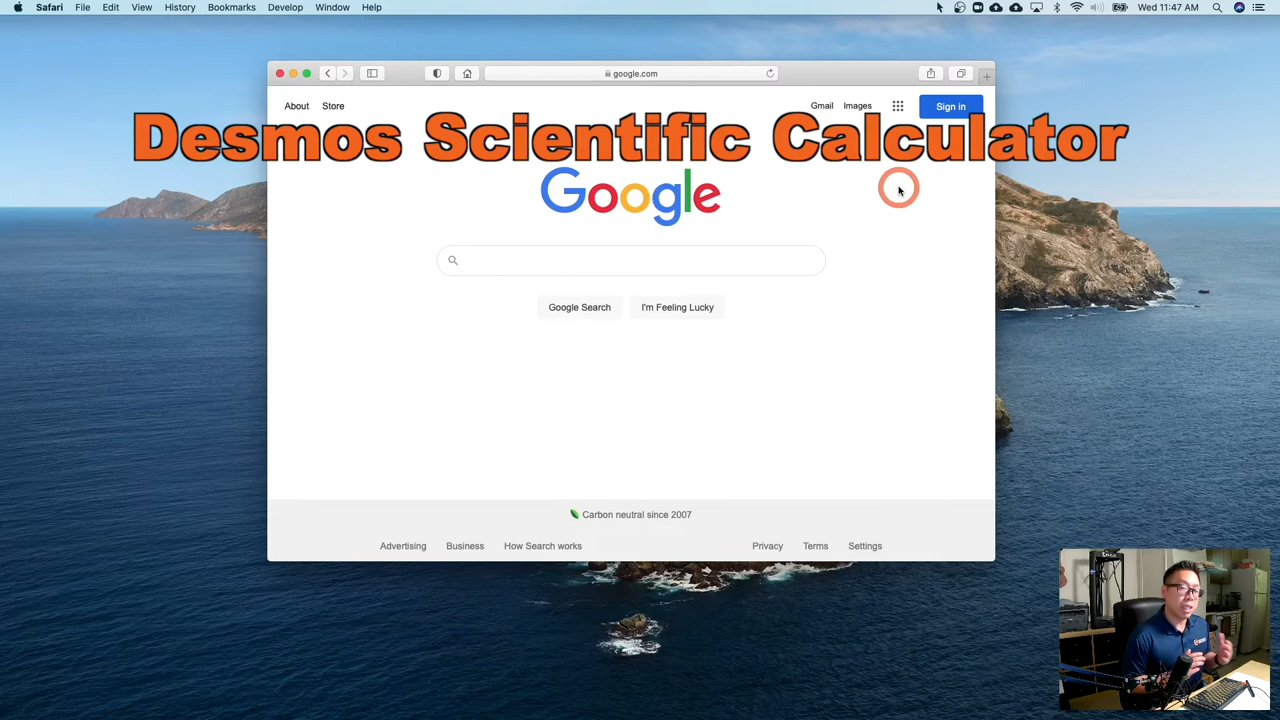 Safari File Edit View History Bookmarks Develop Window Help Wed 11:47 AM
google.com
About Store Gmail Images Sign in
Desmos Scientific Calculator
Google
Google Search I'm Feeling Lucky
Carbon neutral since 2007
Advertising Business How Search works Privacy Terms Settings